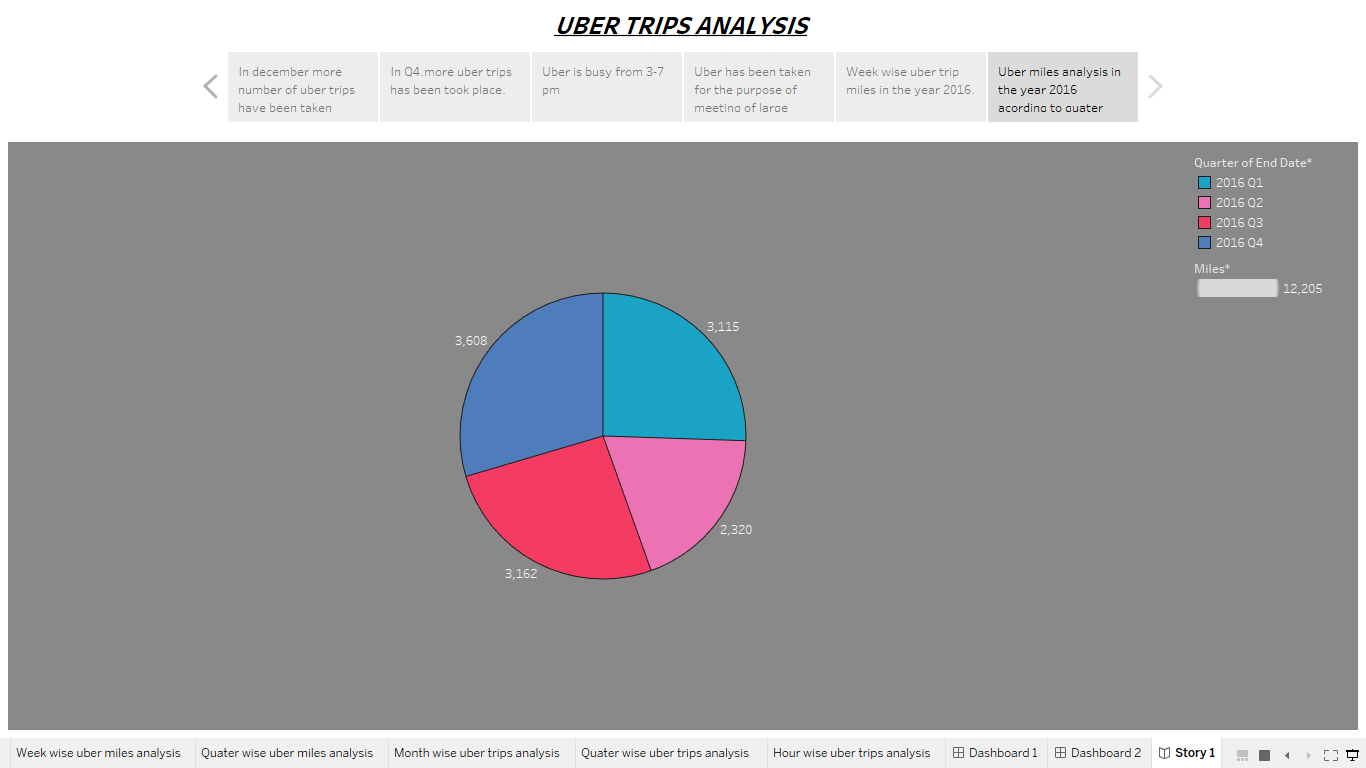 UBER TRIPS ANALYSIS
In december more
number of uber trips
have been taken
In Q4.more uber trips
has been took place.
Uber is busy from 3-7
pm
Uber has been taken
for the purpose of
meeting of large
Week wise uber trip
miles in the year 2016.
Uber miles analysis in
the year 2016
acording to quater
Quarter of End Date*
2016 Q1
2016 Q2
2016 Q3
2016 Q4
Miles*
12,205
3,115
3,608
2,320
3,162
Week wise uber miles analysis
Quater wise uber miles analysis
Month wise uber trips analysis
Quater wise uber trips analysis
Hour wise uber trips analysis
Dashboard 1
Dashboard 2
Story 1